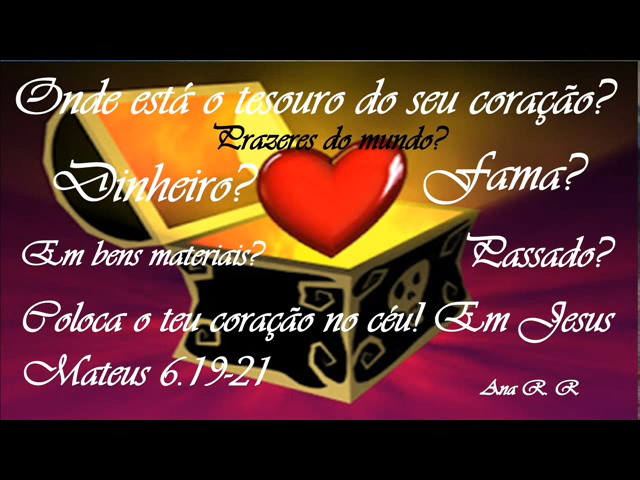 Onde está o tesouro do seu coração?
Prazeres do mundo?
Dinheiro? Fama?
Em bens materiais? Passado?
Coloca o teu coração no céu! Em Jesus
Mateus 6.19-21
Ana R. R